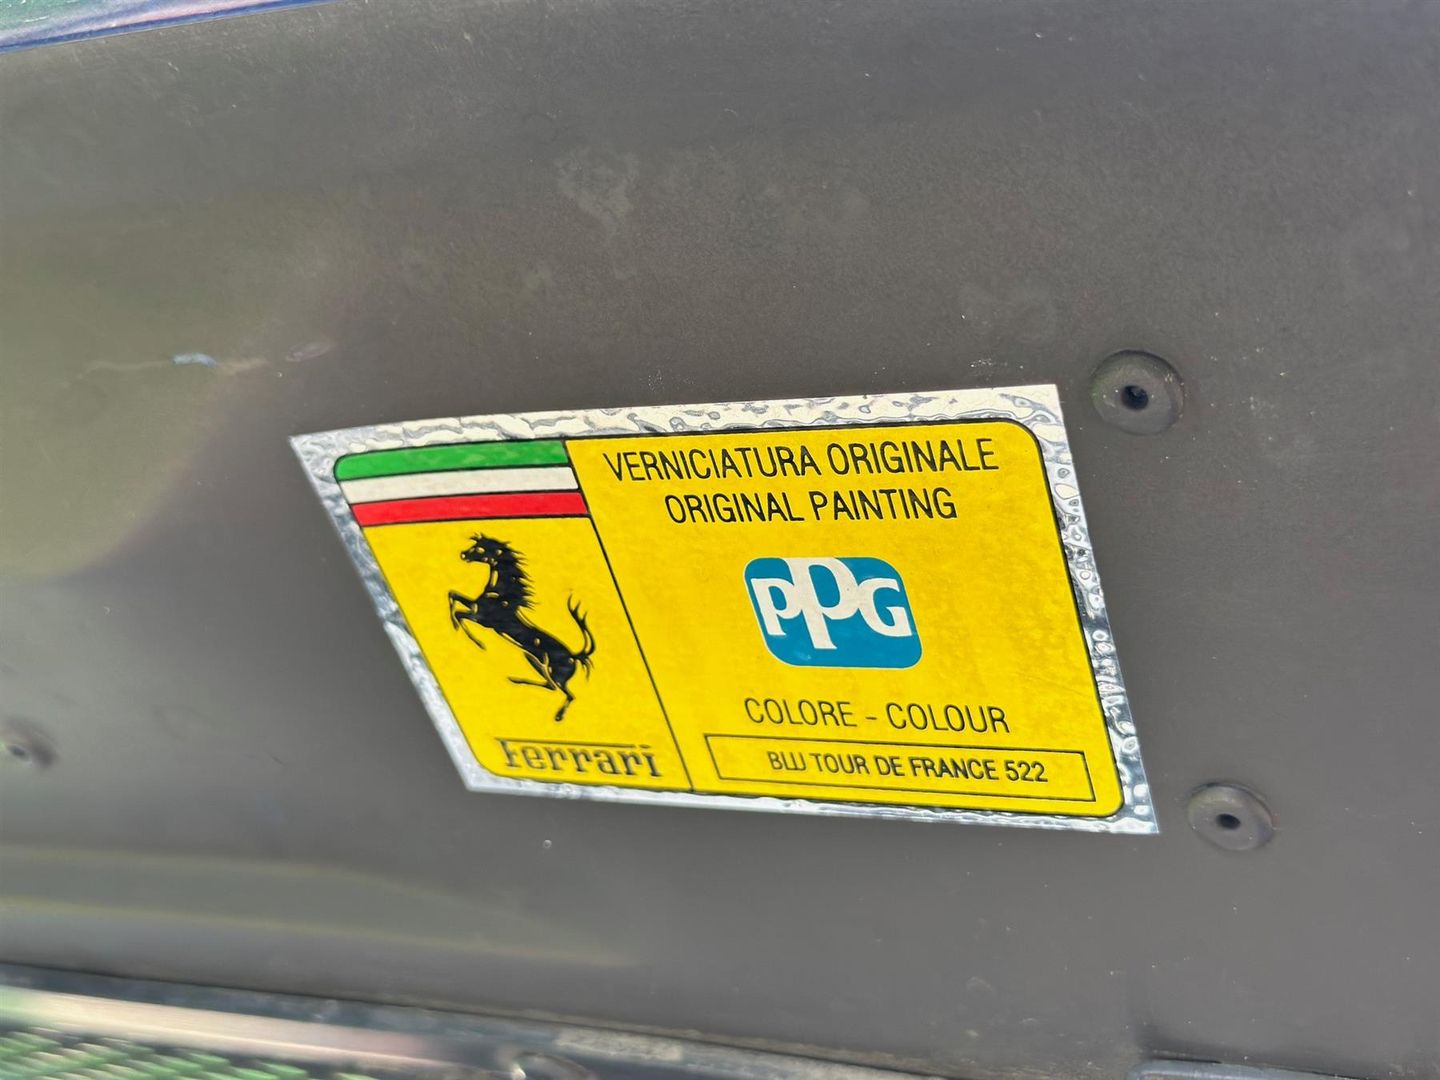 VERNICIATURA ORIGINALE
ORIGINAL PAINTING
PPG
COLORE - COLOUR
BLU TOUR DE FRANCE 522
Ferrari